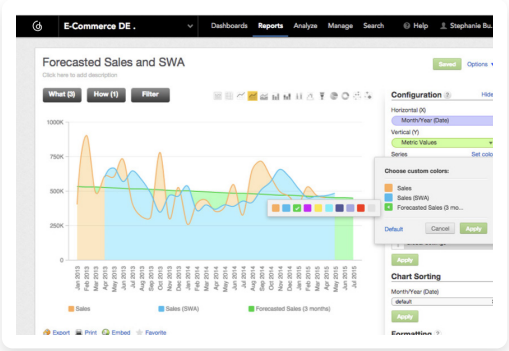 E-Commerce DE .
Dashboards Reports Analyze Manage Search
Help Stephanie Bu..
Forecasted Sales and SWA
Click here to add description
Saved Options
What (3) How (1) Filter
Configuration ? Hide
Horizontal (X)
Month/Year (Date)
Vertical (Y)
Metric Values
Series Set colo
Choose custom colors:
Sales
Sales (SWA)
Forecasted Sales (3 mo...
Default Cancel Apply
Apply
Chart Sorting
Month/Year (Date)
default
Apply
Formatting ?
1000K
750K
500K
250K
0
Jan 2013
Feb 2013
Mar 2013
Apr 2013
May 2013
Jun 2013
Jul 2013
Aug 2013
Sep 2013
Oct 2013
Nov 2013
Dec 2013
Jan 2014
Feb 2014
Mar 2014
Apr 2014
May 2014
Jun 2014
Jul 2014
Aug 2014
Sep 2014
Oct 2014
Nov 2014
Dec 2014
Jan 2015
Feb 2015
Mar 2015
Apr 2015
May 2015
Jun 2015
Jul 2015
Sales Sales (SWA) Forecasted Sales (3 months)
Export Print Embed Favorite